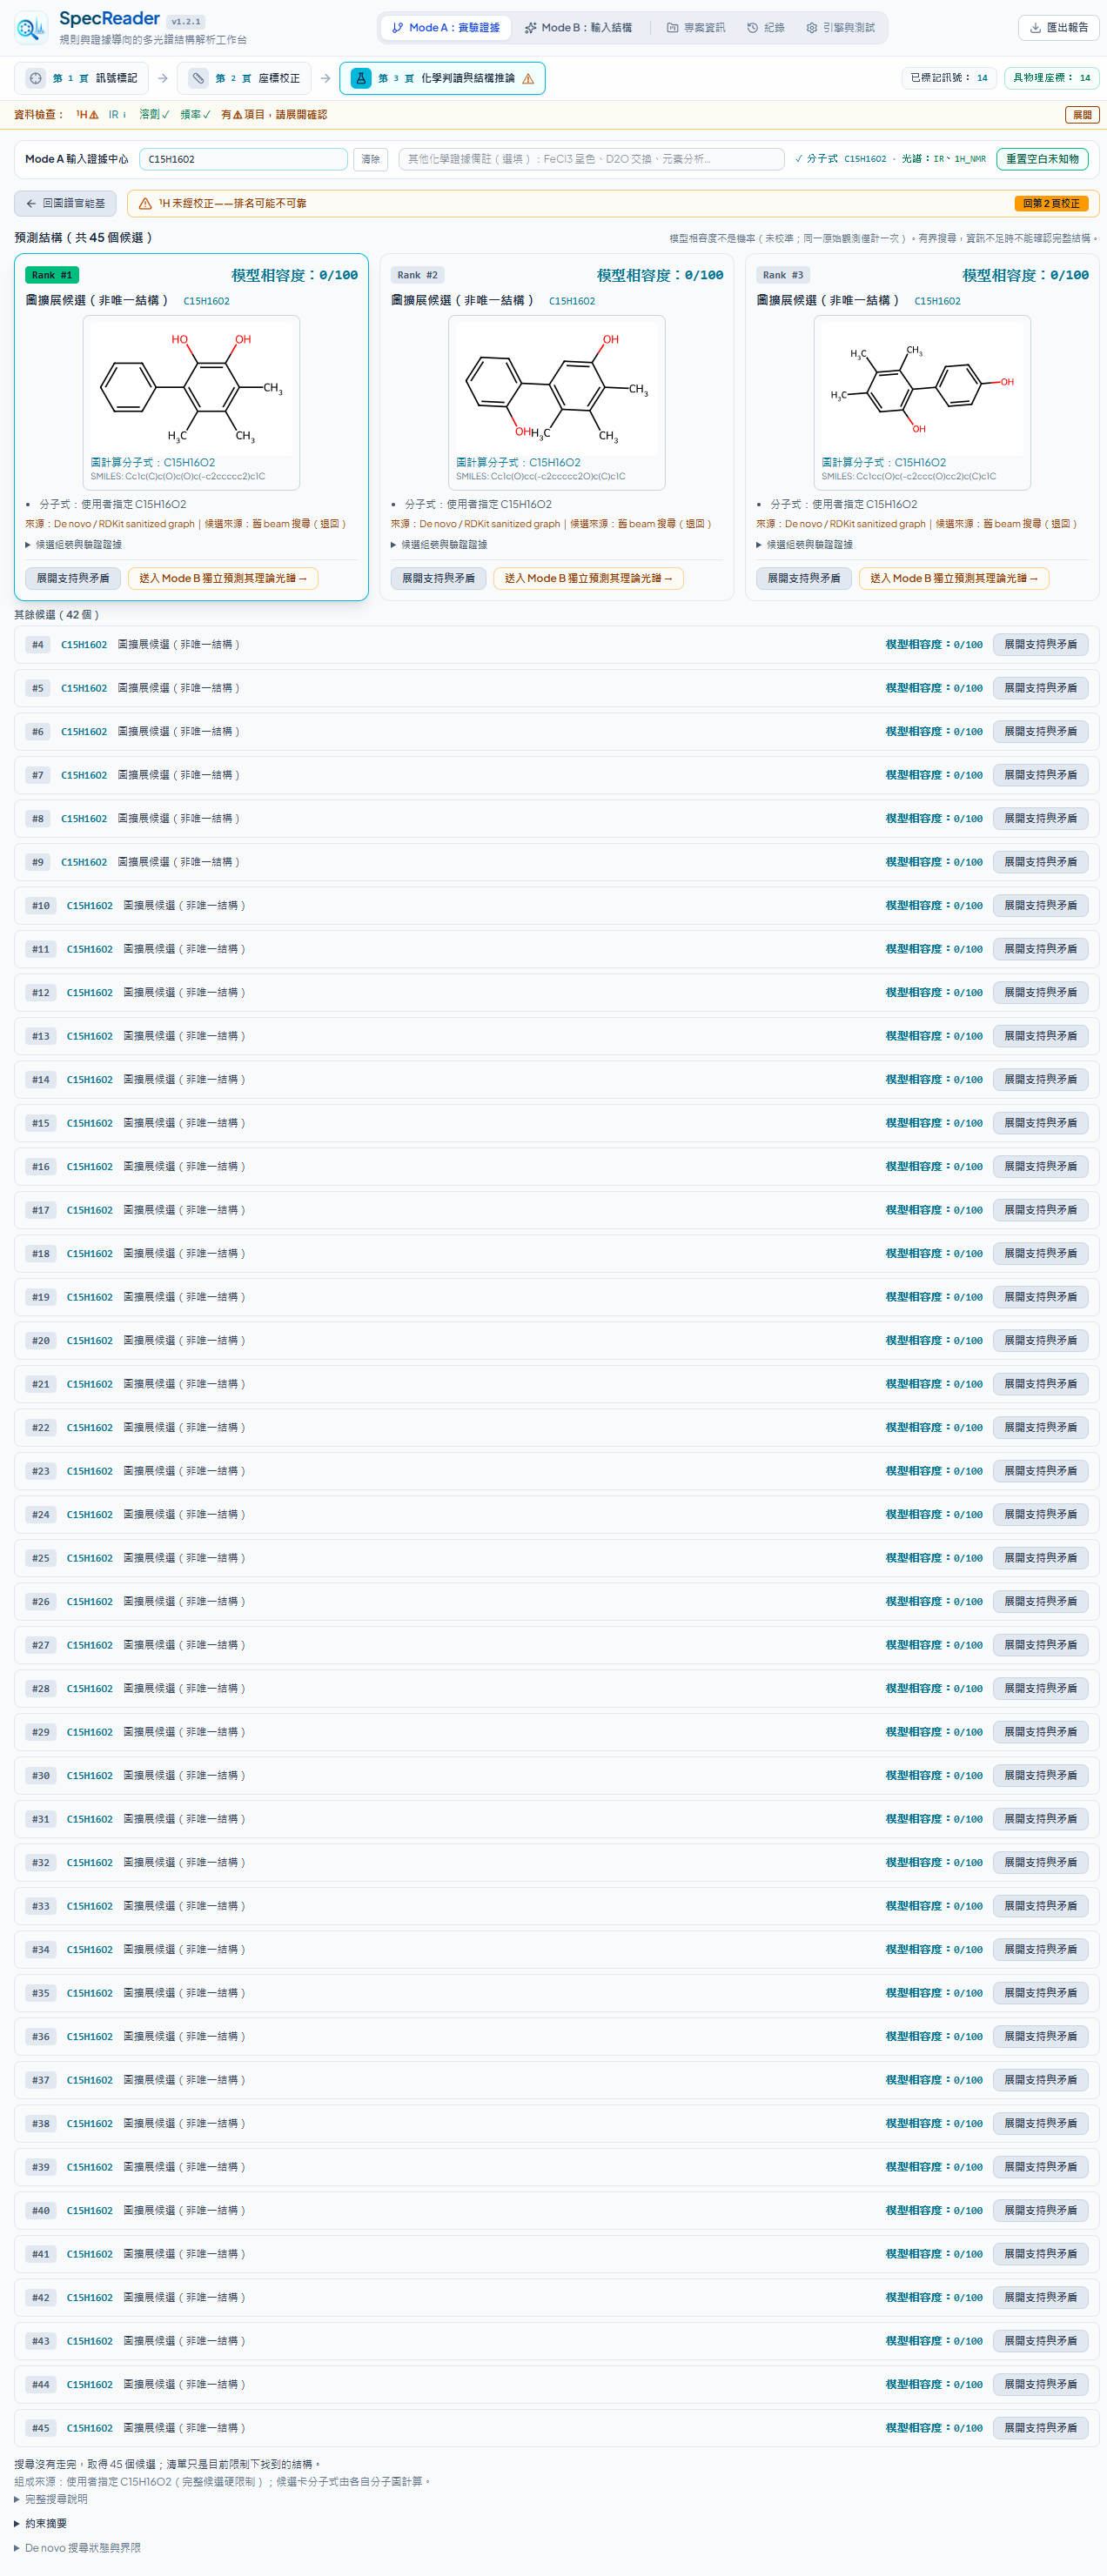 SpecReader v1.2.1
規則與證據導向的多光譜結構解析工作台
Mode A：實驗證據
Mode B：輸入結構
專案資訊
紀錄
引擎與測試
匯出報告
第 1 頁 訊號標記
第 2 頁 座標校正
第 3 頁 化學判讀與結構推論
已標記訊號： 14
具物理座標： 14
資料檢查： ¹H⚠ IR ℹ 溶劑 ✓ 頻率 ✓ 有⚠項目，請展開確認
展開
Mode A 輸入證據中心
C15H16O2
清除
其他化學證據備註（選填）：FeCl3 呈色、D2O 交換、元素分析…
✓ 分子式 C15H16O2 · 光譜：IR、1H_NMR
重置空白未知物
← 回圖譜官能基
¹H 未經校正——排名可能不可靠
回第 2 頁校正
預測結構（共 45 個候選）
模型相容度不是機率（未校準；同一原始觀測僅計一次）。有界搜尋，資訊不足時不能確認完整結構。
Rank #1
模型相容度：0/100
圖擴展候選（非唯一結構） C15H16O2
HO OH
CH₃
H₃C CH₃
圖計算分子式：C15H16O2
SMILES: Cc1c(C)c(O)c(O)c(-c2ccccc2)c1C
• 分子式：使用者指定 C15H16O2
來源：De novo / RDKit sanitized graph｜候選來源：舊 beam 搜尋（退回）
▶ 候選組裝與驗證證據
展開支持與矛盾
送入 Mode B 獨立預測其理論光譜 →
Rank #2
模型相容度：0/100
圖擴展候選（非唯一結構） C15H16O2
OH
CH₃
OH H₃C CH₃
圖計算分子式：C15H16O2
SMILES: Cc1c(O)cc(-c2ccccc2O)c(C)c1C
• 分子式：使用者指定 C15H16O2
來源：De novo / RDKit sanitized graph｜候選來源：舊 beam 搜尋（退回）
▶ 候選組裝與驗證證據
展開支持與矛盾
送入 Mode B 獨立預測其理論光譜 →
Rank #3
模型相容度：0/100
圖擴展候選（非唯一結構） C15H16O2
H₃C CH₃
OH
H₃C
OH
圖計算分子式：C15H16O2
SMILES: Cc1cc(O)c(-c2ccc(O)cc2)c(C)c1C
• 分子式：使用者指定 C15H16O2
來源：De novo / RDKit sanitized graph｜候選來源：舊 beam 搜尋（退回）
▶ 候選組裝與驗證證據
展開支持與矛盾
送入 Mode B 獨立預測其理論光譜 →
其餘候選（42 個）
#4 C15H16O2 圖擴展候選（非唯一結構） 模型相容度：0/100 展開支持與矛盾
#5 C15H16O2 圖擴展候選（非唯一結構） 模型相容度：0/100 展開支持與矛盾
#6 C15H16O2 圖擴展候選（非唯一結構） 模型相容度：0/100 展開支持與矛盾
#7 C15H16O2 圖擴展候選（非唯一結構） 模型相容度：0/100 展開支持與矛盾
#8 C15H16O2 圖擴展候選（非唯一結構） 模型相容度：0/100 展開支持與矛盾
#9 C15H16O2 圖擴展候選（非唯一結構） 模型相容度：0/100 展開支持與矛盾
#10 C15H16O2 圖擴展候選（非唯一結構） 模型相容度：0/100 展開支持與矛盾
#11 C15H16O2 圖擴展候選（非唯一結構） 模型相容度：0/100 展開支持與矛盾
#12 C15H16O2 圖擴展候選（非唯一結構） 模型相容度：0/100 展開支持與矛盾
#13 C15H16O2 圖擴展候選（非唯一結構） 模型相容度：0/100 展開支持與矛盾
#14 C15H16O2 圖擴展候選（非唯一結構） 模型相容度：0/100 展開支持與矛盾
#15 C15H16O2 圖擴展候選（非唯一結構） 模型相容度：0/100 展開支持與矛盾
#16 C15H16O2 圖擴展候選（非唯一結構） 模型相容度：0/100 展開支持與矛盾
#17 C15H16O2 圖擴展候選（非唯一結構） 模型相容度：0/100 展開支持與矛盾
#18 C15H16O2 圖擴展候選（非唯一結構） 模型相容度：0/100 展開支持與矛盾
#19 C15H16O2 圖擴展候選（非唯一結構） 模型相容度：0/100 展開支持與矛盾
#20 C15H16O2 圖擴展候選（非唯一結構） 模型相容度：0/100 展開支持與矛盾
#21 C15H16O2 圖擴展候選（非唯一結構） 模型相容度：0/100 展開支持與矛盾
#22 C15H16O2 圖擴展候選（非唯一結構） 模型相容度：0/100 展開支持與矛盾
#23 C15H16O2 圖擴展候選（非唯一結構） 模型相容度：0/100 展開支持與矛盾
#24 C15H16O2 圖擴展候選（非唯一結構） 模型相容度：0/100 展開支持與矛盾
#25 C15H16O2 圖擴展候選（非唯一結構） 模型相容度：0/100 展開支持與矛盾
#26 C15H16O2 圖擴展候選（非唯一結構） 模型相容度：0/100 展開支持與矛盾
#27 C15H16O2 圖擴展候選（非唯一結構） 模型相容度：0/100 展開支持與矛盾
#28 C15H16O2 圖擴展候選（非唯一結構） 模型相容度：0/100 展開支持與矛盾
#29 C15H16O2 圖擴展候選（非唯一結構） 模型相容度：0/100 展開支持與矛盾
#30 C15H16O2 圖擴展候選（非唯一結構） 模型相容度：0/100 展開支持與矛盾
#31 C15H16O2 圖擴展候選（非唯一結構） 模型相容度：0/100 展開支持與矛盾
#32 C15H16O2 圖擴展候選（非唯一結構） 模型相容度：0/100 展開支持與矛盾
#33 C15H16O2 圖擴展候選（非唯一結構） 模型相容度：0/100 展開支持與矛盾
#34 C15H16O2 圖擴展候選（非唯一結構） 模型相容度：0/100 展開支持與矛盾
#35 C15H16O2 圖擴展候選（非唯一結構） 模型相容度：0/100 展開支持與矛盾
#36 C15H16O2 圖擴展候選（非唯一結構） 模型相容度：0/100 展開支持與矛盾
#37 C15H16O2 圖擴展候選（非唯一結構） 模型相容度：0/100 展開支持與矛盾
#38 C15H16O2 圖擴展候選（非唯一結構） 模型相容度：0/100 展開支持與矛盾
#39 C15H16O2 圖擴展候選（非唯一結構） 模型相容度：0/100 展開支持與矛盾
#40 C15H16O2 圖擴展候選（非唯一結構） 模型相容度：0/100 展開支持與矛盾
#41 C15H16O2 圖擴展候選（非唯一結構） 模型相容度：0/100 展開支持與矛盾
#42 C15H16O2 圖擴展候選（非唯一結構） 模型相容度：0/100 展開支持與矛盾
#43 C15H16O2 圖擴展候選（非唯一結構） 模型相容度：0/100 展開支持與矛盾
#44 C15H16O2 圖擴展候選（非唯一結構） 模型相容度：0/100 展開支持與矛盾
#45 C15H16O2 圖擴展候選（非唯一結構） 模型相容度：0/100 展開支持與矛盾
搜尋沒有走完，取得 45 個候選；清單只是目前限制下找到的結構。
組成來源：使用者指定 C15H16O2（完整候選硬限制）；候選卡分子式由各自分子圖計算。
▶ 完整搜尋說明
▶ 約束摘要
▶ De novo 搜尋狀態與界限